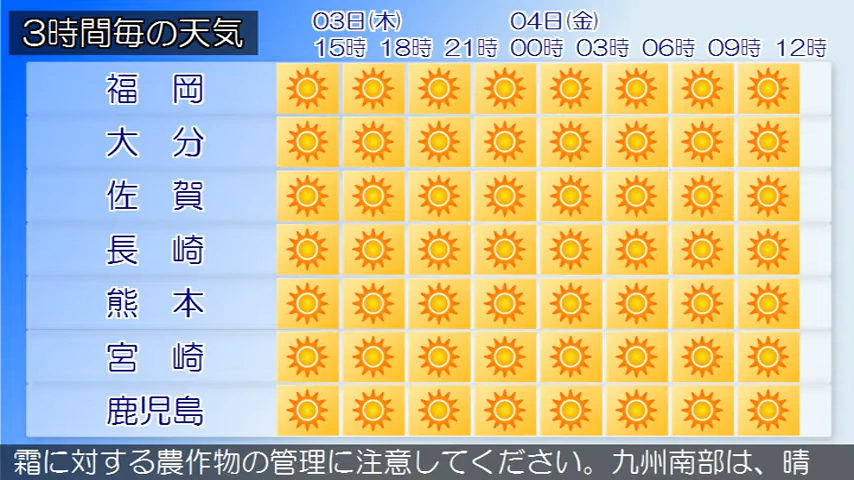 3時間毎の天気
03日(木) 04日(金)
15時 18時 21時 00時 03時 06時 09時 12時
福岡
大分
佐賀
長崎
熊本
宮崎
鹿児島
霜に対する農作物の管理に注意してください。九州南部は、晴